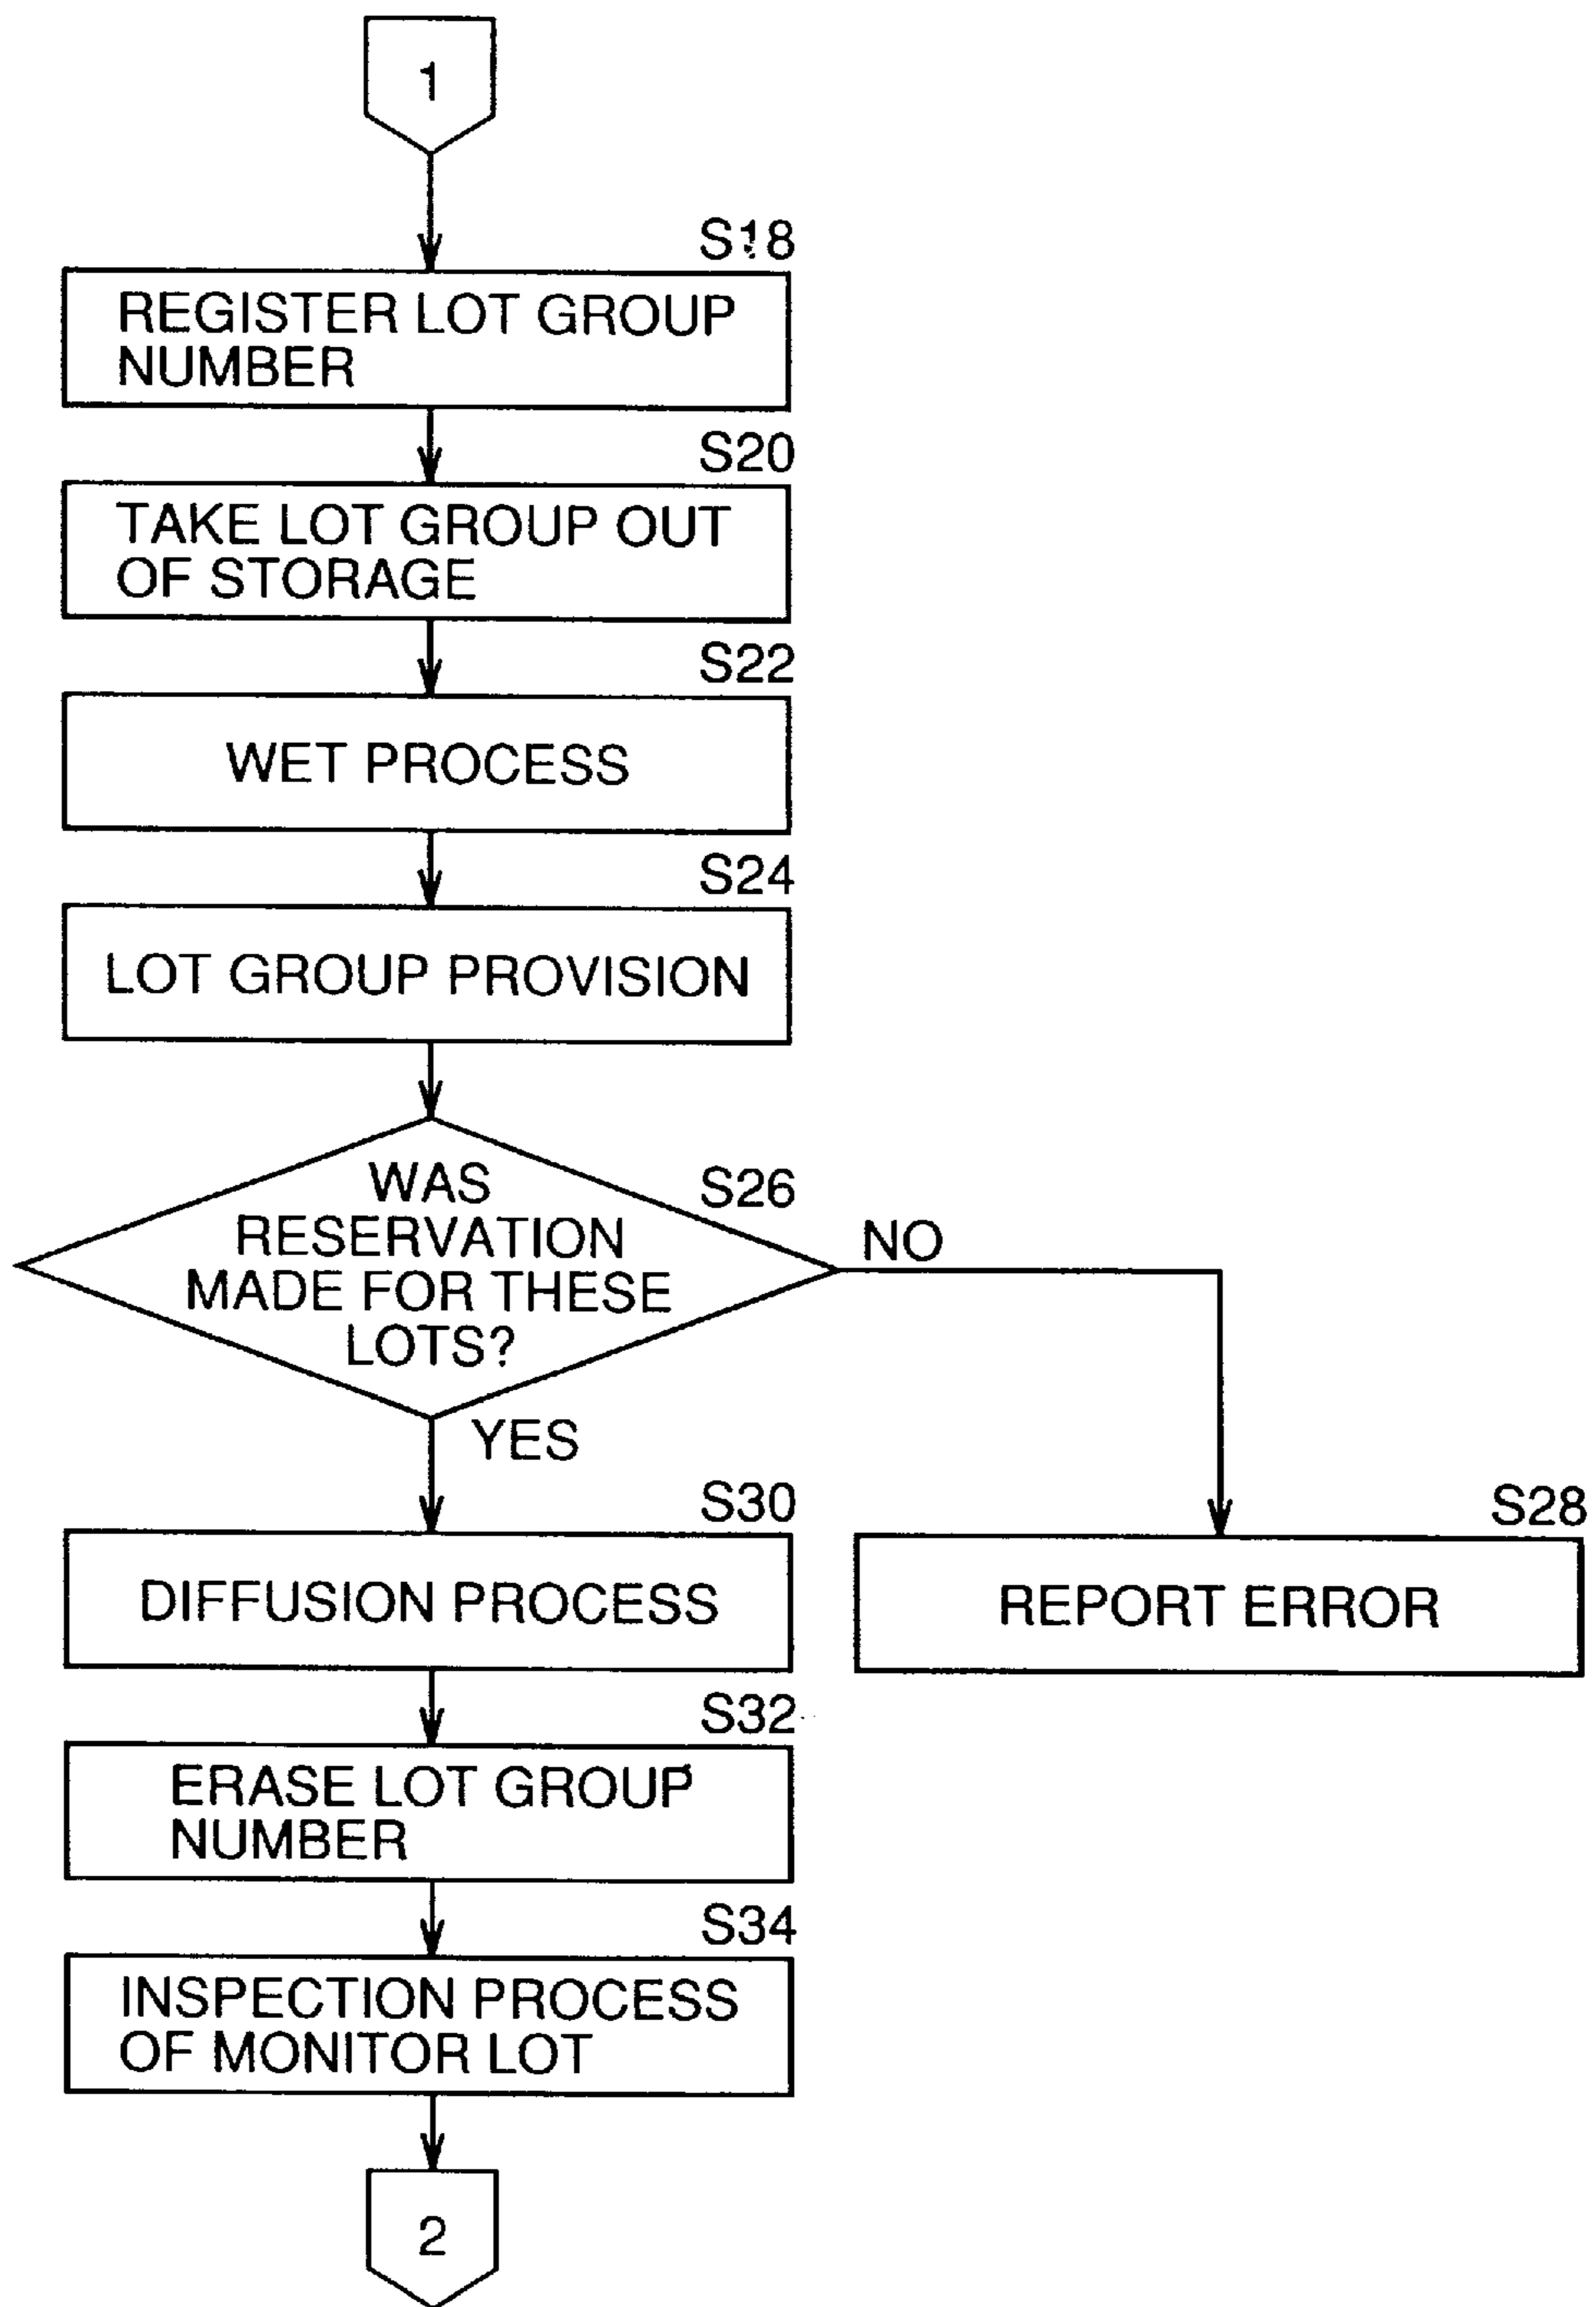 1
S18
REGISTER LOT GROUP
NUMBER
S20
TAKE LOT GROUP OUT
OF STORAGE
S22
WET PROCESS
S24
LOT GROUP PROVISION
S26
WAS
RESERVATION
MADE FOR THESE
LOTS?
NO
YES
S30
DIFFUSION PROCESS
S28
REPORT ERROR
S32
ERASE LOT GROUP
NUMBER
S34
INSPECTION PROCESS
OF MONITOR LOT
2